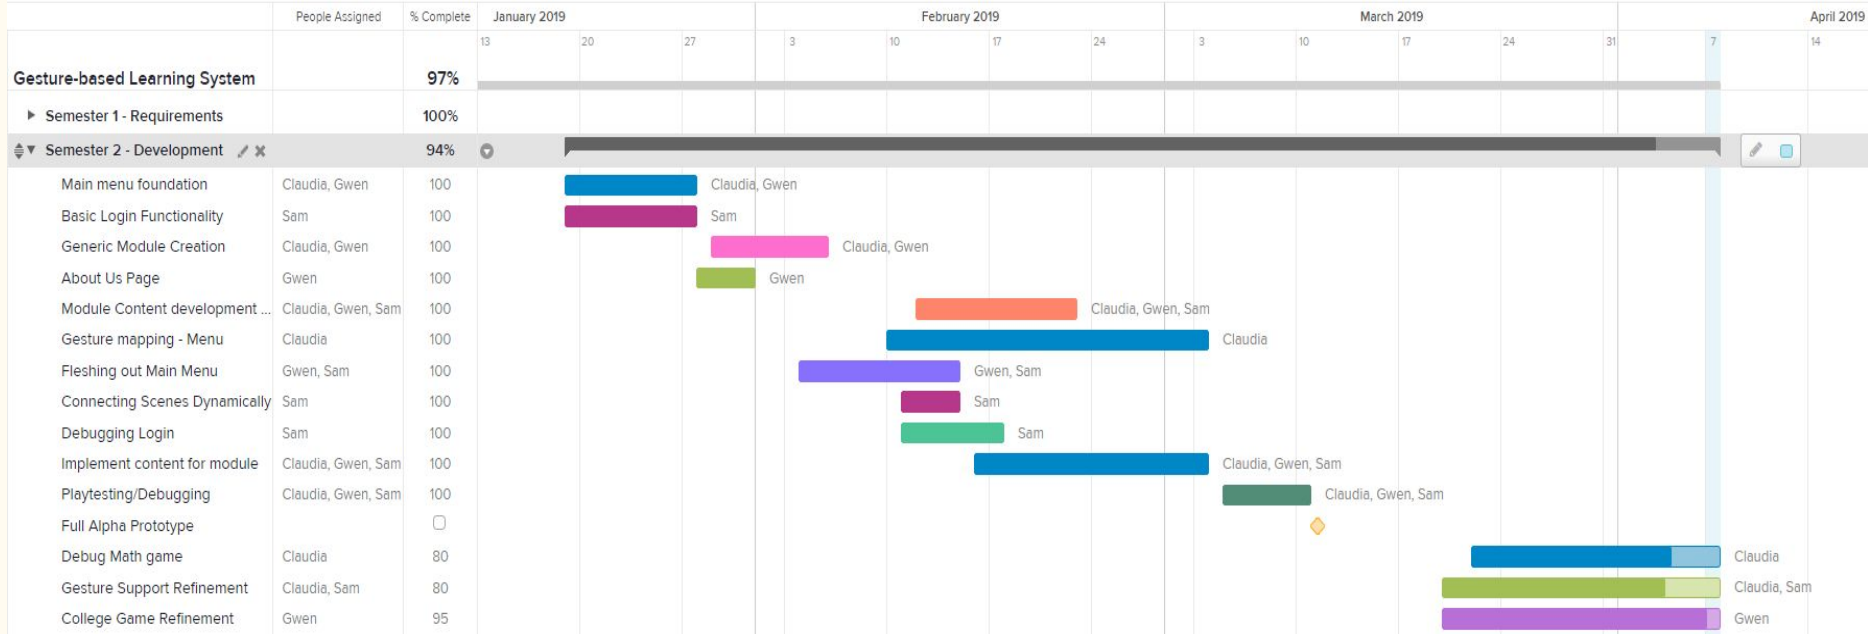 People Assigned % Complete January 2019 February 2019 March 2019 April 2019
13 20 27 3 10 17 24 3 10 17 24 31 7 14
Gesture-based Learning System 97%
Semester 1 - Requirements 100%
Semester 2 - Development 94%
Main menu foundation Claudia, Gwen 100 Claudia, Gwen
Basic Login Functionality Sam 100 Sam
Generic Module Creation Claudia, Gwen 100 Claudia, Gwen
About Us Page Gwen 100 Gwen
Module Content development ... Claudia, Gwen, Sam 100 Claudia, Gwen, Sam
Gesture mapping - Menu Claudia 100 Claudia
Fleshing out Main Menu Gwen, Sam 100 Gwen, Sam
Connecting Scenes Dynamically Sam 100 Sam
Debugging Login Sam 100 Sam
Implement content for module Claudia, Gwen, Sam 100 Claudia, Gwen, Sam
Playtesting/Debugging Claudia, Gwen, Sam 100 Claudia, Gwen, Sam
Full Alpha Prototype
Debug Math game Claudia 80 Claudia
Gesture Support Refinement Claudia, Sam 80 Claudia, Sam
College Game Refinement Gwen 95 Gwen